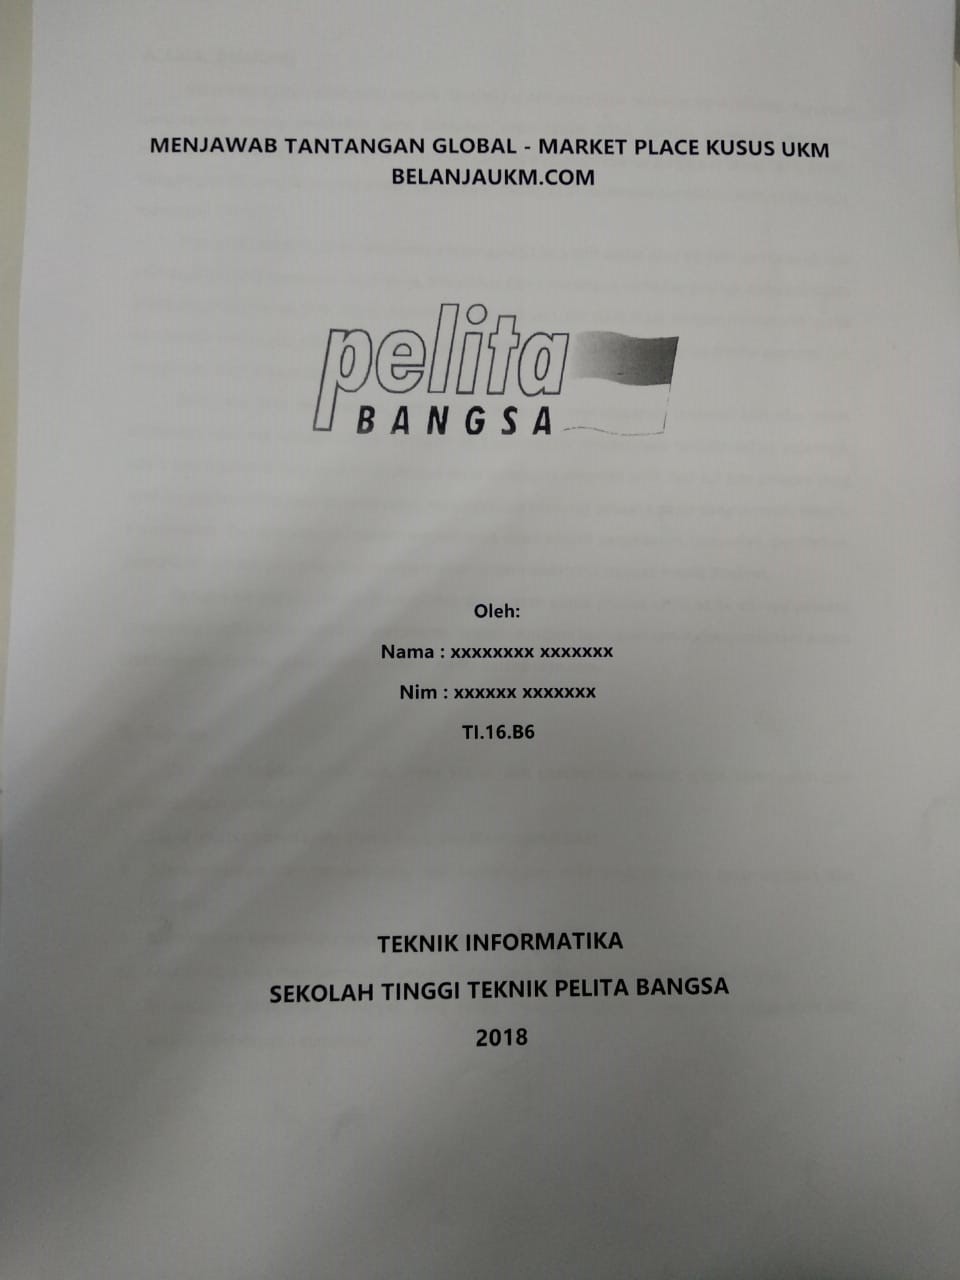 MENJAWAB TANTANGAN GLOBAL - MARKET PLACE KUSUS UKM
BELANJAUKM.COM
pelita
BANGSA
Oleh:
Nama : xxxxxxxx xxxxxxx
Nim : xxxxxx xxxxxxx
TI.16.B6
TEKNIK INFORMATIKA
SEKOLAH TINGGI TEKNIK PELITA BANGSA
2018